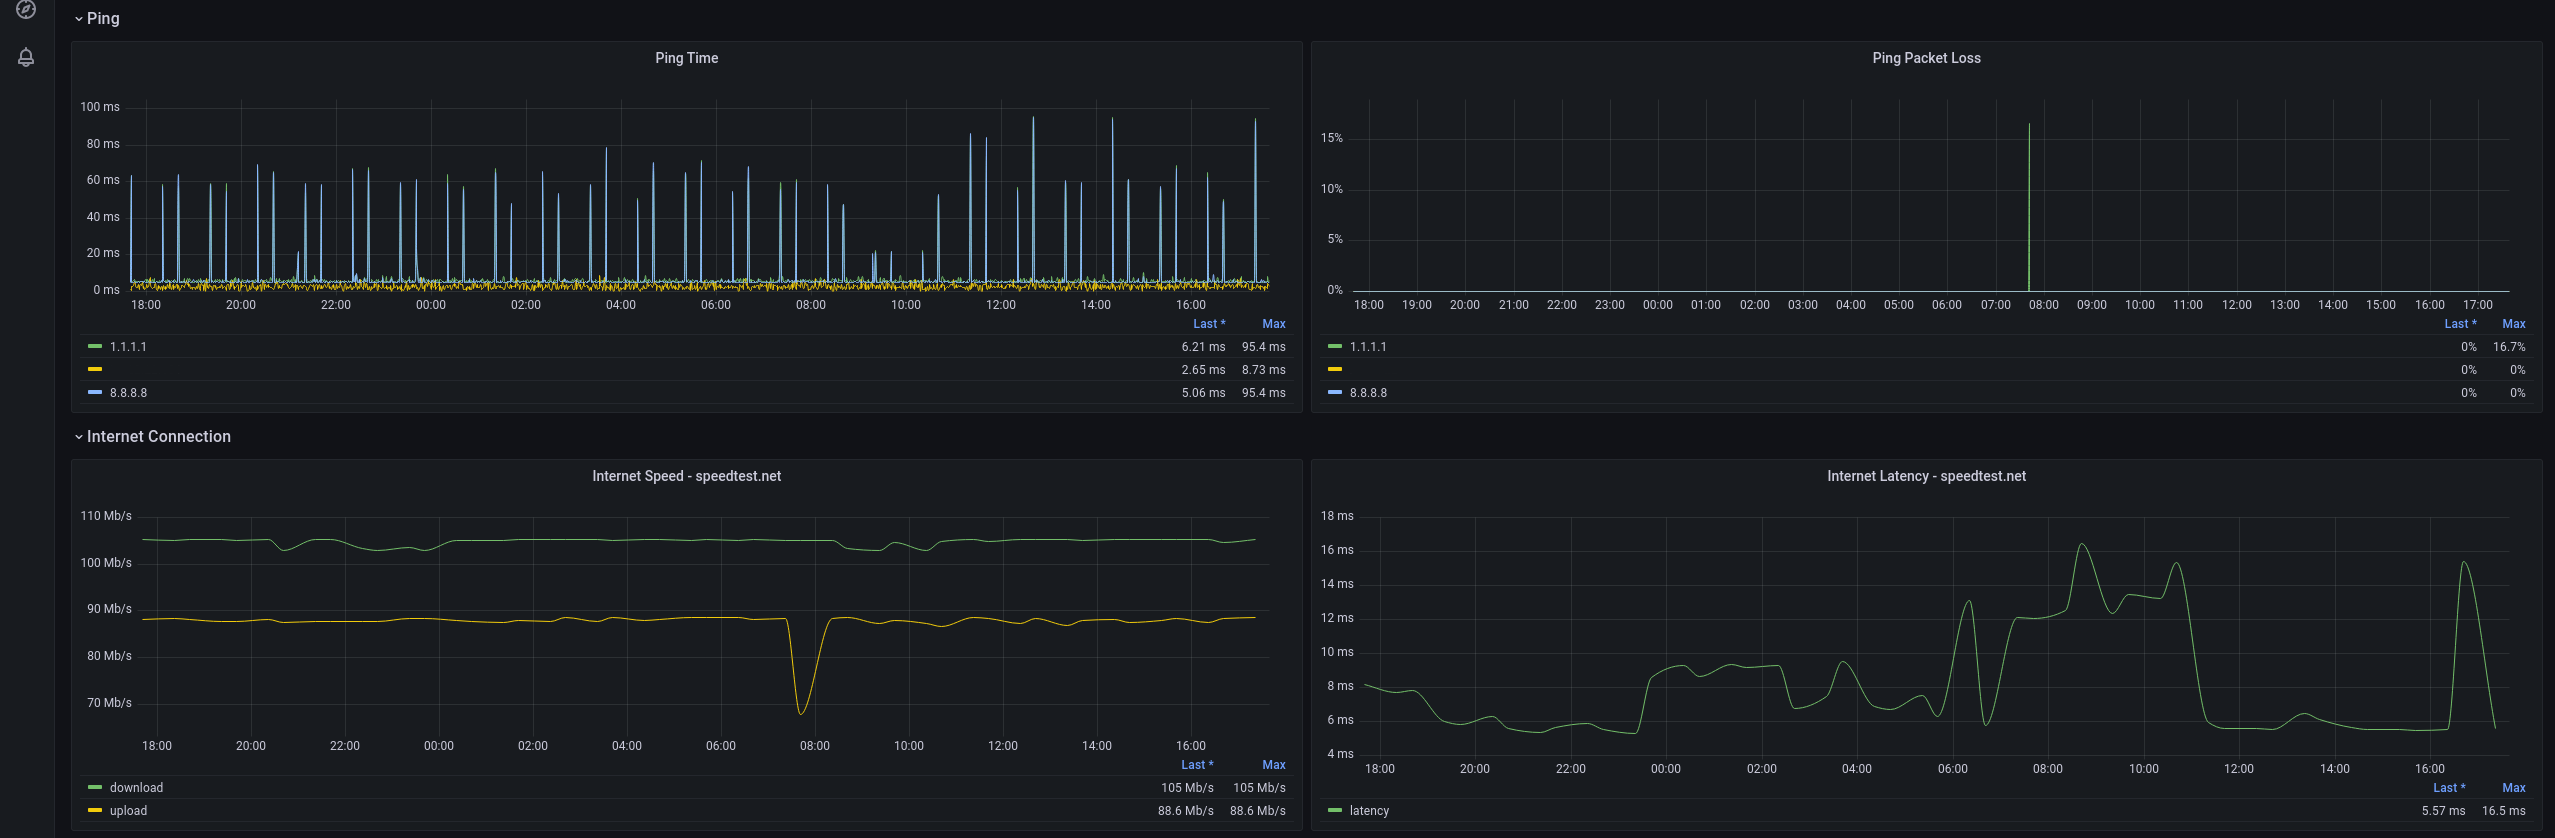 Ping
Ping Time
100 ms
80 ms
60 ms
40 ms
20 ms
0 ms
18:00 20:00 22:00 00:00 02:00 04:00 06:00 08:00 10:00 12:00 14:00 16:00
Last * Max
1.1.1.1 6.21 ms 95.4 ms
2.65 ms 8.73 ms
8.8.8.8 5.06 ms 95.4 ms
Ping Packet Loss
15%
10%
5%
0%
18:00 19:00 20:00 21:00 22:00 23:00 00:00 01:00 02:00 03:00 04:00 05:00 06:00 07:00 08:00 09:00 10:00 11:00 12:00 13:00 14:00 15:00 16:00 17:00
Last * Max
1.1.1.1 0% 16.7%
0% 0%
8.8.8.8 0% 0%
Internet Connection
Internet Speed - speedtest.net
110 Mb/s
100 Mb/s
90 Mb/s
80 Mb/s
70 Mb/s
18:00 20:00 22:00 00:00 02:00 04:00 06:00 08:00 10:00 12:00 14:00 16:00
Last * Max
download 105 Mb/s 105 Mb/s
upload 88.6 Mb/s 88.6 Mb/s
Internet Latency - speedtest.net
18 ms
16 ms
14 ms
12 ms
10 ms
8 ms
6 ms
4 ms
18:00 20:00 22:00 00:00 02:00 04:00 06:00 08:00 10:00 12:00 14:00 16:00
Last * Max
latency 5.57 ms 16.5 ms